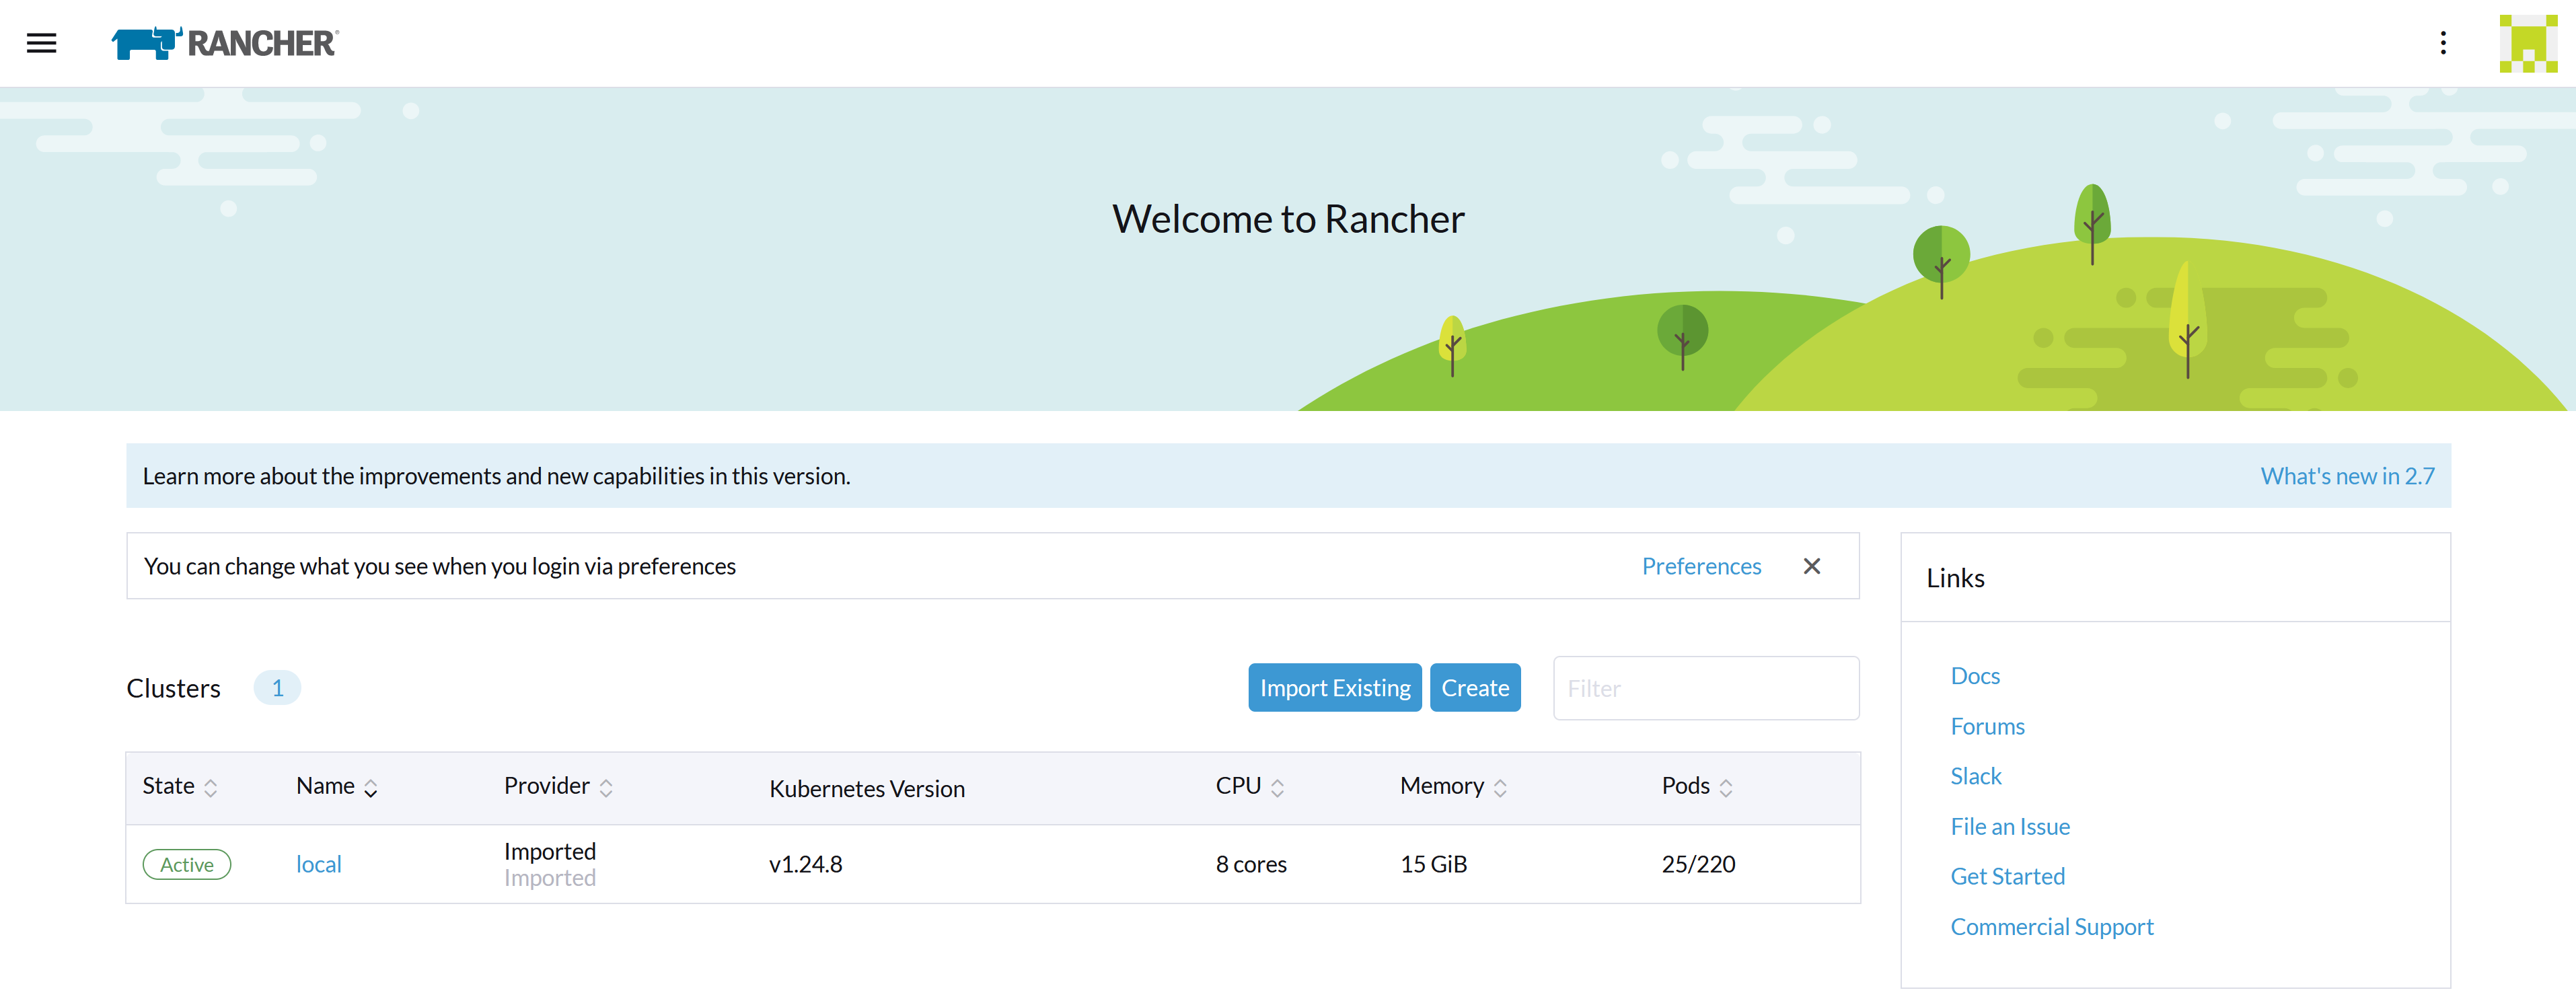 RANCHER®
Welcome to Rancher
Learn more about the improvements and new capabilities in this version.
What's new in 2.7
You can change what you see when you login via preferences
Preferences
Clusters 1
Import Existing
Create
Filter
State Name Provider Kubernetes Version CPU Memory Pods
Active local Imported v1.24.8 8 cores 15 GiB 25/220
Imported
Links
Docs
Forums
Slack
File an Issue
Get Started
Commercial Support